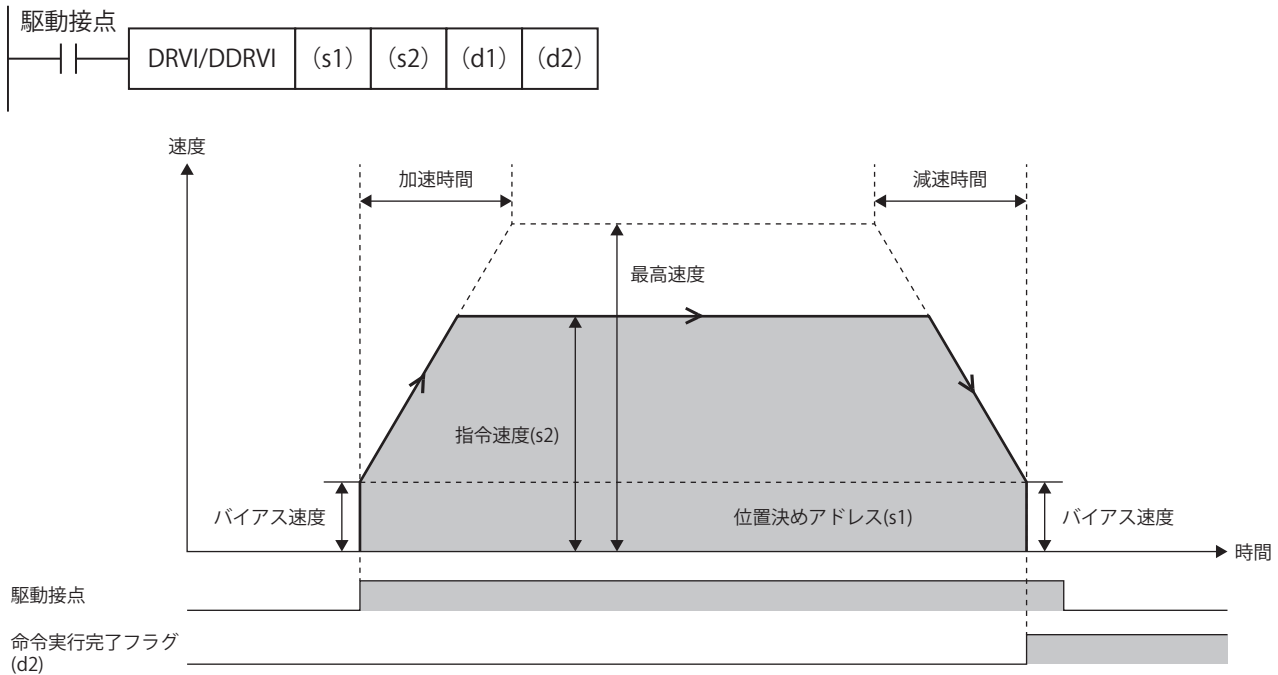 駆動接点
DRVI/DDRVI (s1) (s2) (d1) (d2)
速度
加速時間
減速時間
最高速度
指令速度(s2)
バイアス速度
位置決めアドレス(s1)
バイアス速度
時間
駆動接点
命令実行完了フラグ
(d2)